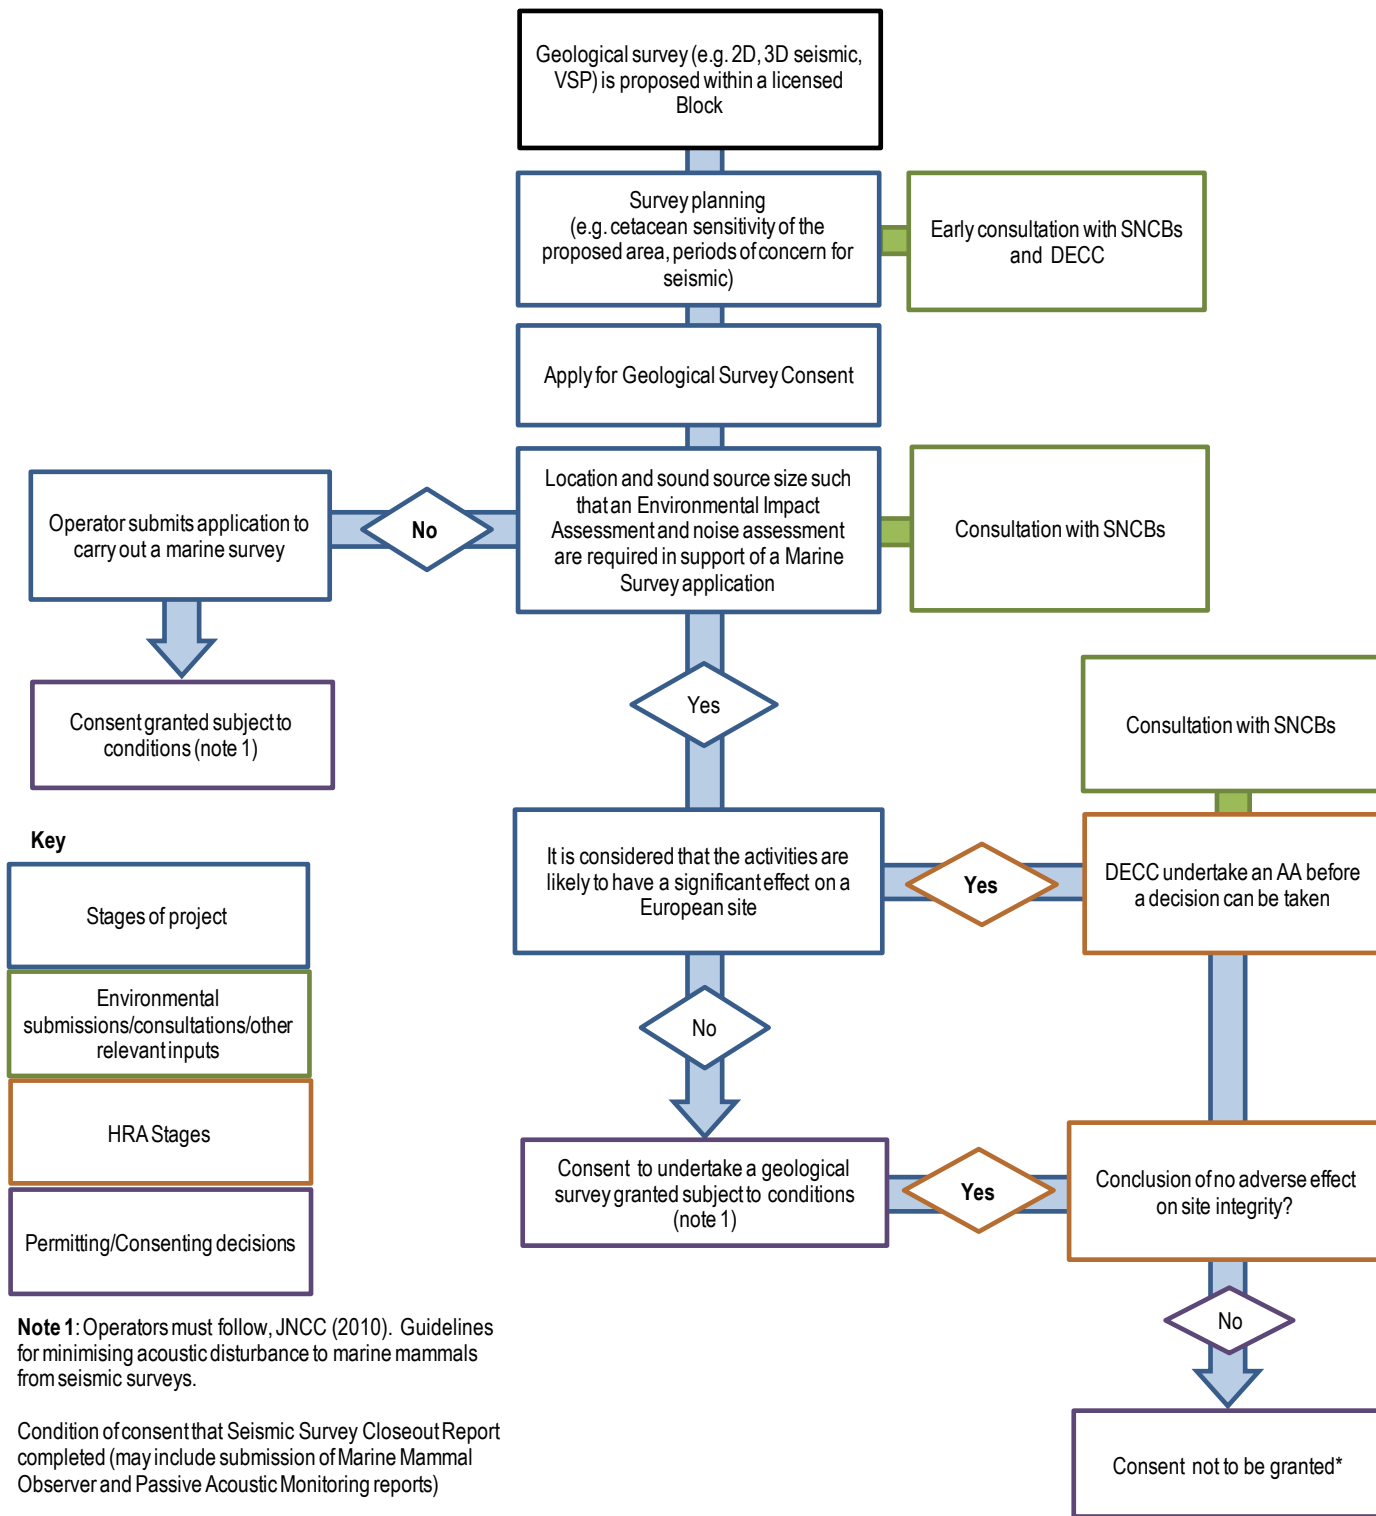 Geological survey (e.g. 2D, 3D seismic,
VSP) is proposed within a licensed
Block
Survey planning
(e.g. cetacean sensitivity of the
proposed area, periods of concern for
seismic)
Early consultation with SNCBs
and DECC
Apply for Geological Survey Consent
Location and sound source size such
that an Environmental Impact
Assessment and noise assessment
are required in support of a Marine
Survey application
Consultation with SNCBs
No
Operator submits application to
carry out a marine survey
Consent granted subject to
conditions (note 1)
Yes
Consultation with SNCBs
It is considered that the activities are
likely to have a significant effect on a
European site
Yes
DECC undertake an AA before
a decision can be taken
No
Consent to undertake a geological
survey granted subject to conditions
(note 1)
Yes
Conclusion of no adverse effect
on site integrity?
No
Consent not to be granted*
Key
Stages of project
Environmental
submissions/consultations/other
relevant inputs
HRA Stages
Permitting/Consenting decisions
Note 1: Operators must follow, JNCC (2010). Guidelines
for minimising acoustic disturbance to marine mammals
from seismic surveys.
Condition of consent that Seismic Survey Closeout Report
completed (may include submission of Marine Mammal
Observer and Passive Acoustic Monitoring reports)